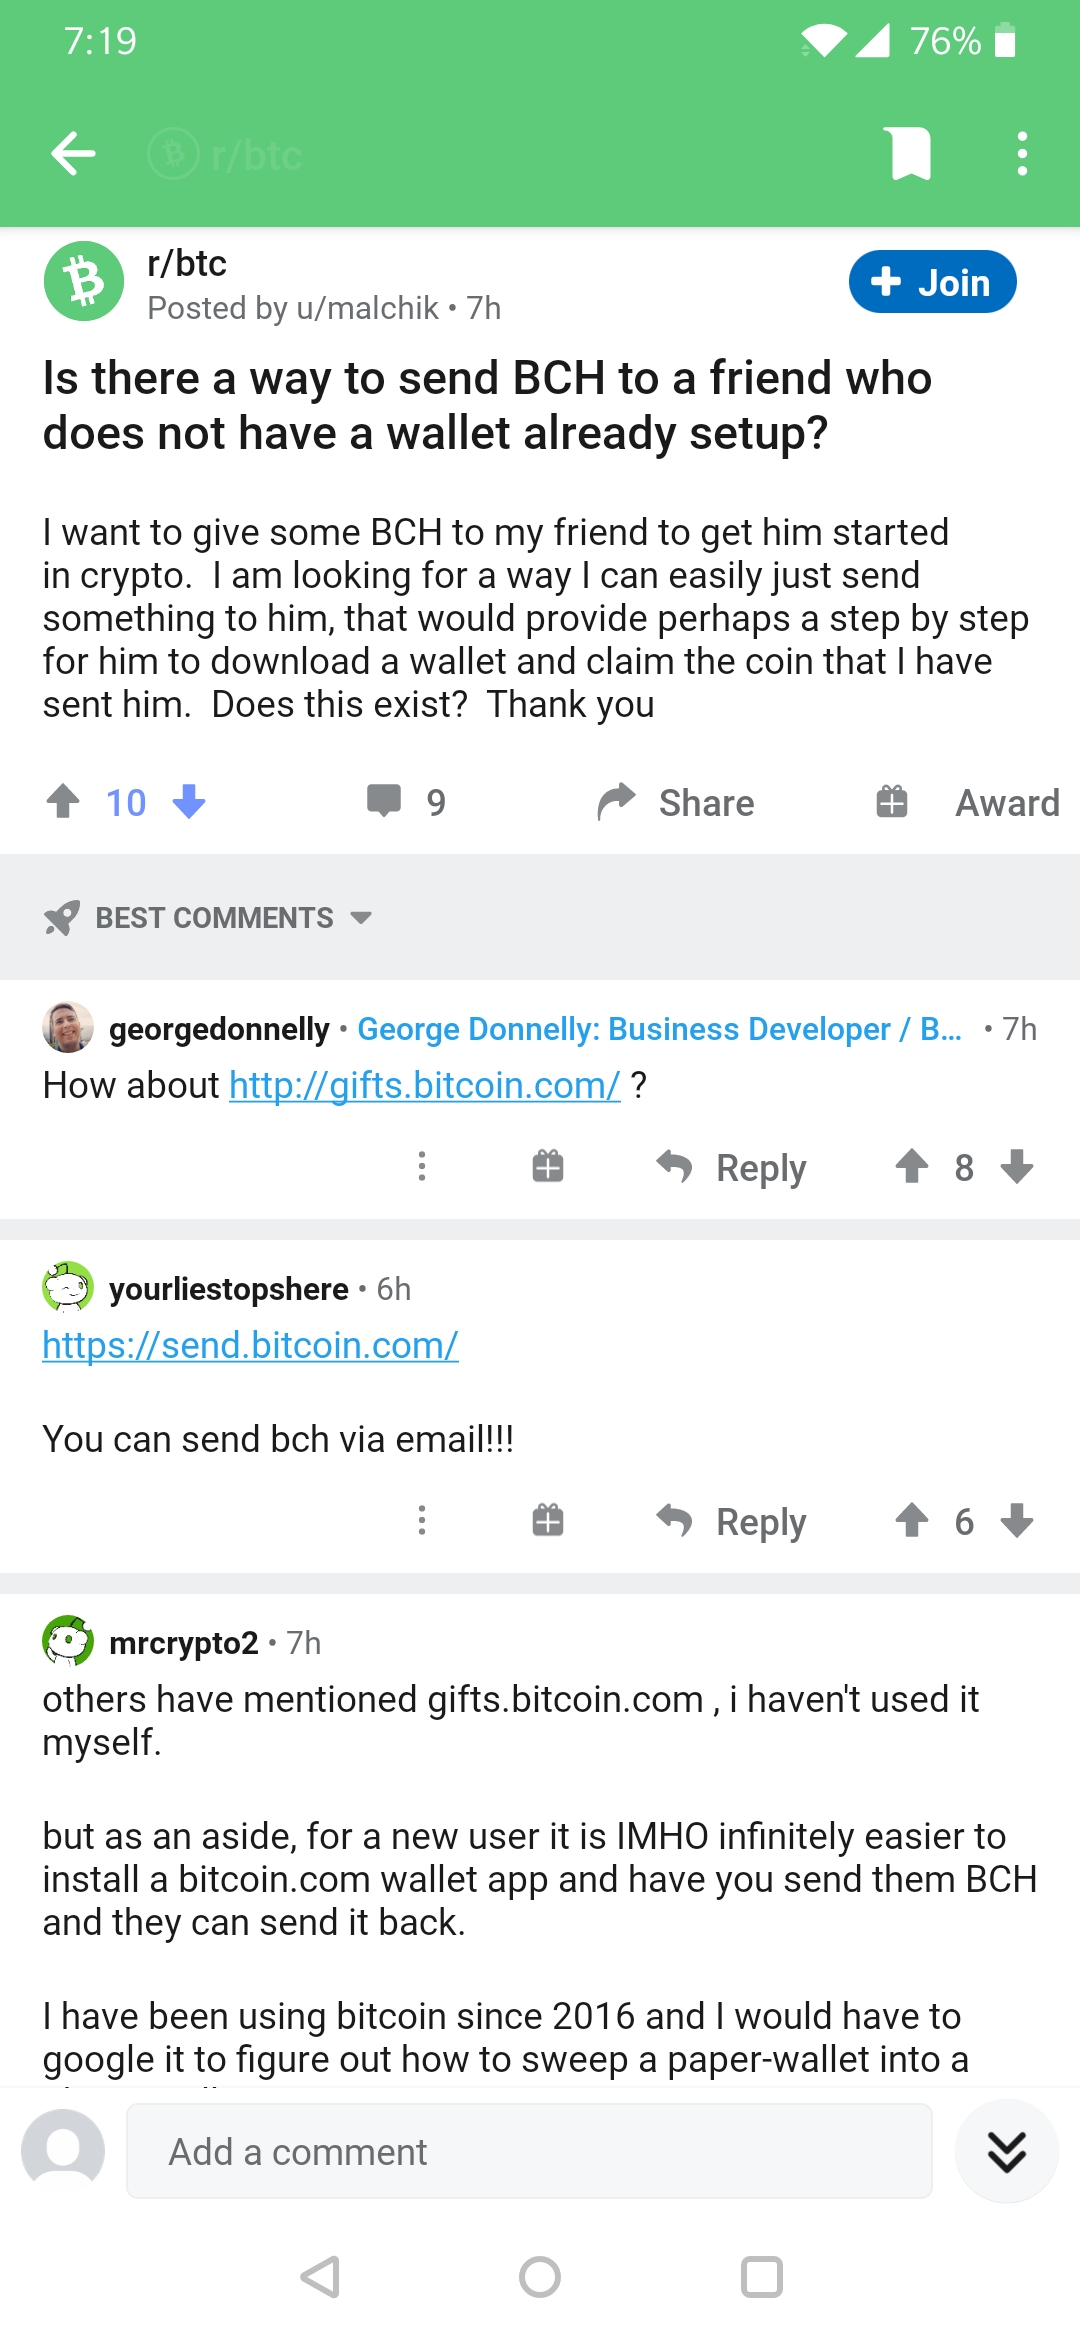 7:19
76%
r/btc
r/btc
Posted by u/malchik • 7h
Join
Is there a way to send BCH to a friend who
does not have a wallet already setup?
I want to give some BCH to my friend to get him started
in crypto.  I am looking for a way I can easily just send
something to him, that would provide perhaps a step by step
for him to download a wallet and claim the coin that I have
sent him.  Does this exist?  Thank you
10
9
Share
Award
BEST COMMENTS
georgedonnelly • George Donnelly: Business Developer / B... • 7h
How about http://gifts.bitcoin.com/ ?
Reply
8
yourliestopshere • 6h
https://send.bitcoin.com/
You can send bch via email!!!
Reply
6
mrcrypto2 • 7h
others have mentioned gifts.bitcoin.com , i haven't used it
myself.
but as an aside, for a new user it is IMHO infinitely easier to
install a bitcoin.com wallet app and have you send them BCH
and they can send it back.
I have been using bitcoin since 2016 and I would have to
google it to figure out how to sweep a paper-wallet into a
Add a comment